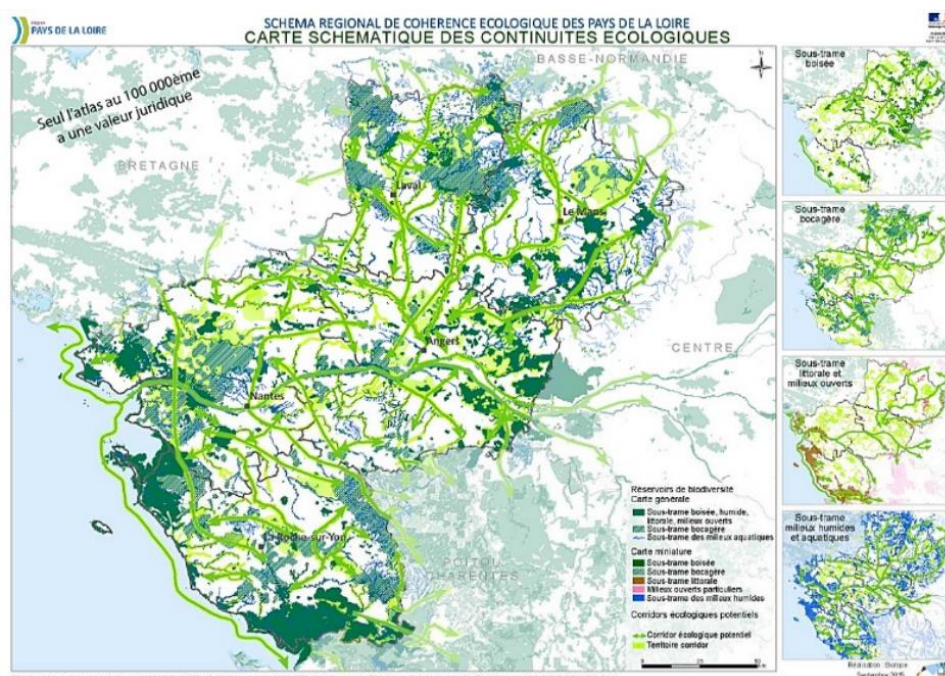 PAYS DE LA LOIRE
SCHEMA REGIONAL DE COHERENCE ECOLOGIQUE DES PAYS DE LA LOIRE
CARTE SCHEMATIQUE DES CONTINUITES ECOLOGIQUES
Seul l'atlas au 100 000ème
a une valeur juridique
BASSE-NORMANDIE
BRETAGNE
Laval
Le Mans
Angers
CENTRE
Nantes
La Roche-sur-Yon
POITOU-
CHARENTES
Réservoirs de biodiversité
Carte générale
Sous-trame boisée, humide,
littorale, milieux ouverts
Sous-trame bocagère
Sous-trame des milieux aquatiques
Carte miniature
Sous-trame boisée
Sous-trame bocagère
Sous-trame littorale
Milieux ouverts particuliers
Sous-trame des milieux humides
Corridors écologiques potentiels
Corridor écologique potentiel
Territoire corridor
Sous-trame
boisée
Sous-trame
bocagère
Sous-trame
littorale et
milieux ouverts
Sous-trame
milieux humides
et aquatiques
Septembre 2015